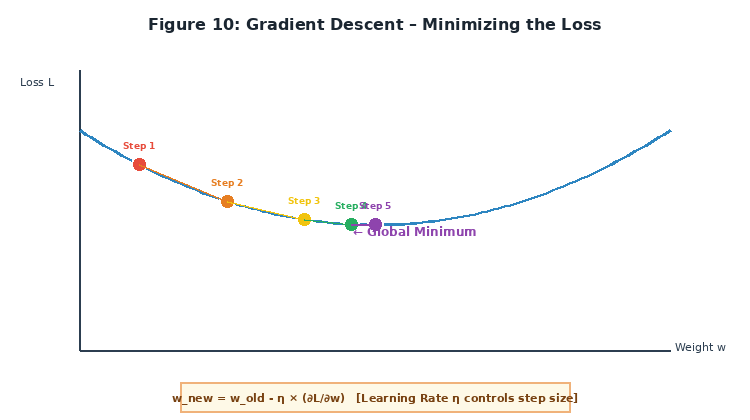 Figure 10: Gradient Descent – Minimizing the Loss
Loss L
Step 1
Step 2
Step 3
Step 4
Step 5
← Global Minimum
Weight w
w_new = w_old - η × (∂L/∂w)   [Learning Rate η controls step size]